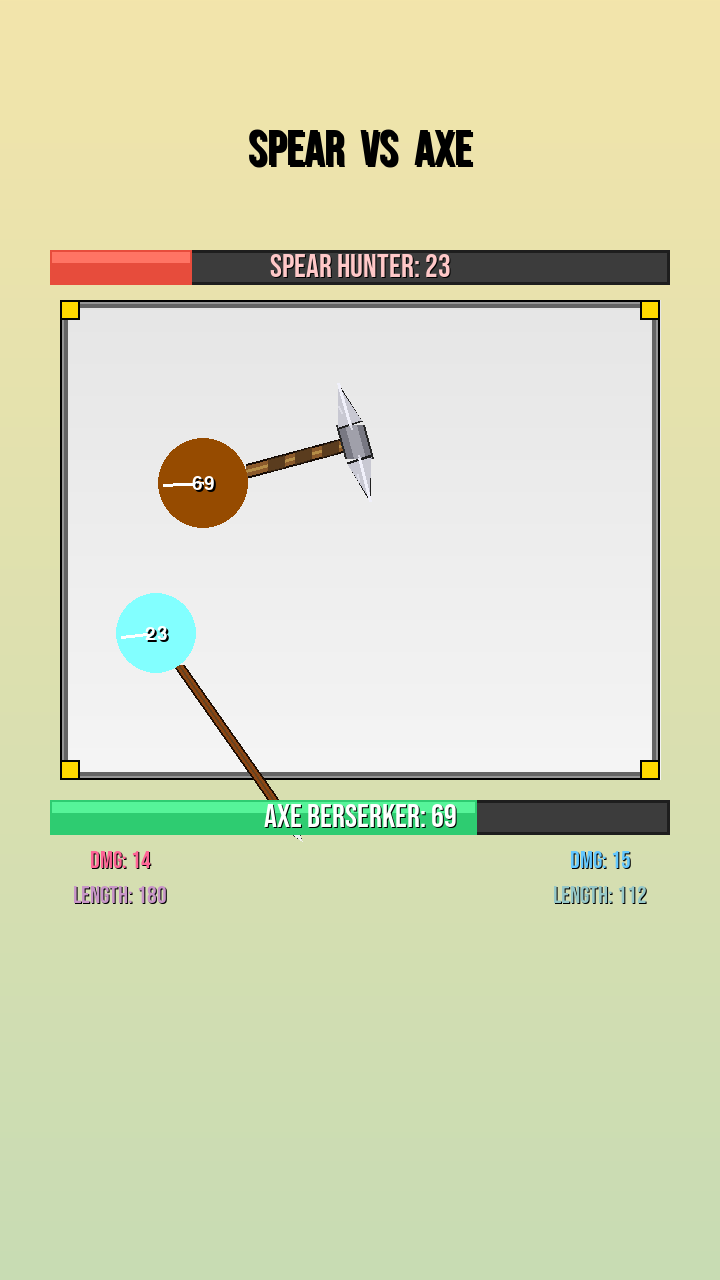 SPEAR VS AXE
SPEAR HUNTER: 23
69
23
AXE BERSERKER: 69
DMG: 14
DMG: 15
LENGTH: 180
LENGTH: 112